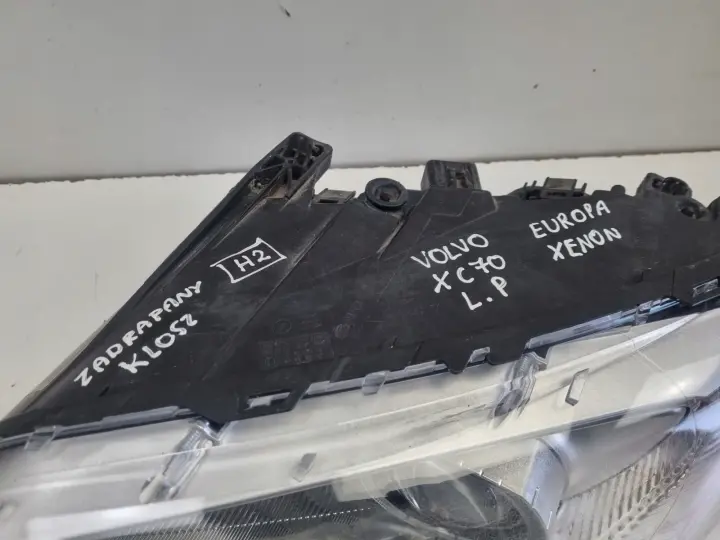 ZADRAPANY
KLOSZ
H2
VOLVO
XC70
L.P
EUROPA
XENON